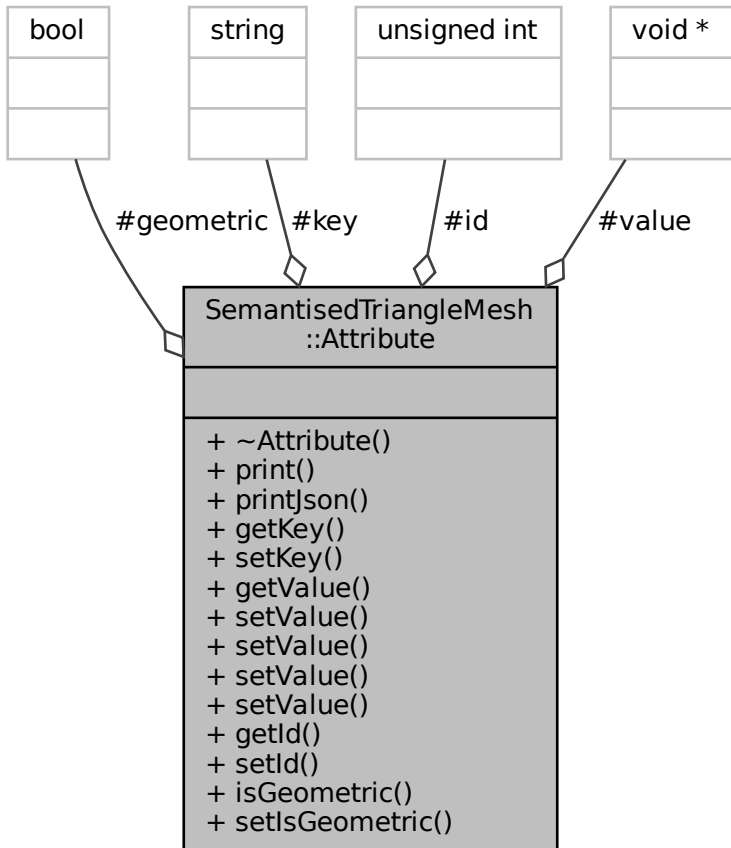 bool
string
unsigned int
void *
#geometric
#key
#id
#value
SemantisedTriangleMesh
::Attribute
+ ~Attribute()
+ print()
+ printJson()
+ getKey()
+ setKey()
+ getValue()
+ setValue()
+ setValue()
+ setValue()
+ setValue()
+ getId()
+ setId()
+ isGeometric()
+ setIsGeometric()